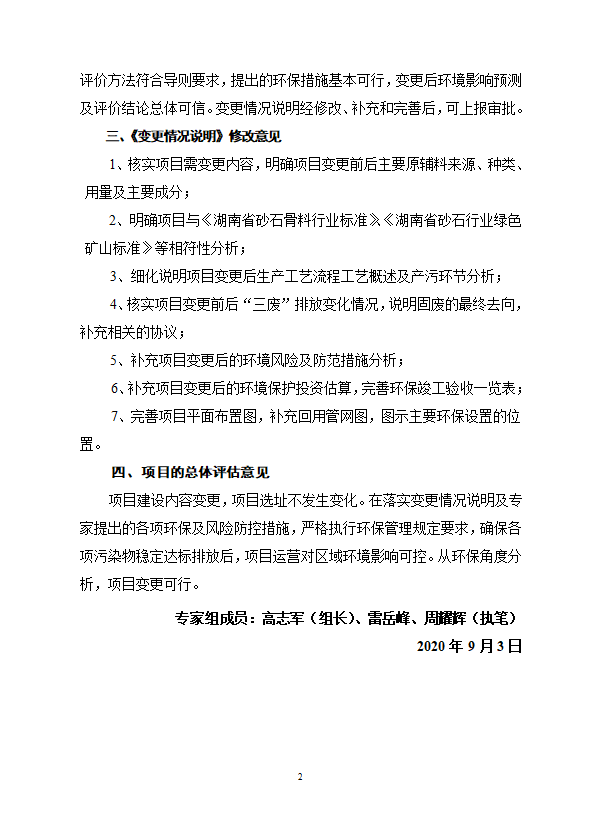 评价方法符合导则要求，提出的环保措施基本可行，变更后环境影响预测
及评价结论总体可信。变更情况说明经修改、补充和完善后，可上报审批。
三、《变更情况说明》修改意见
1、核实项目需变更内容，明确项目变更前后主要原辅料来源、种类、
用量及主要成分；
2、明确项目与《湖南省砂石骨料行业标准》、《湖南省砂石行业绿色
矿山标准》等相符性分析；
3、细化说明项目变更后生产工艺流程工艺概述及产污环节分析；
4、核实项目变更前后“三废”排放变化情况，说明固废的最终去向，
补充相关的协议；
5、补充项目变更后的环境风险及防范措施分析；
6、补充项目变更后的环境保护投资估算，完善环保竣工验收一览表；
7、完善项目平面布置图，补充回用管网图，图示主要环保设置的位
置。
四、项目的总体评估意见
项目建设内容变更，项目选址不发生变化。在落实变更情况说明及专
家提出的各项环保及风险防控措施，严格执行环保管理规定要求，确保各
项污染物稳定达标排放后，项目运营对区域环境影响可控。从环保角度分
析，项目变更可行。
专家组成员：高志军（组长）、雷岳峰、周耀辉（执笔）
2020 年 9 月 3 日
2